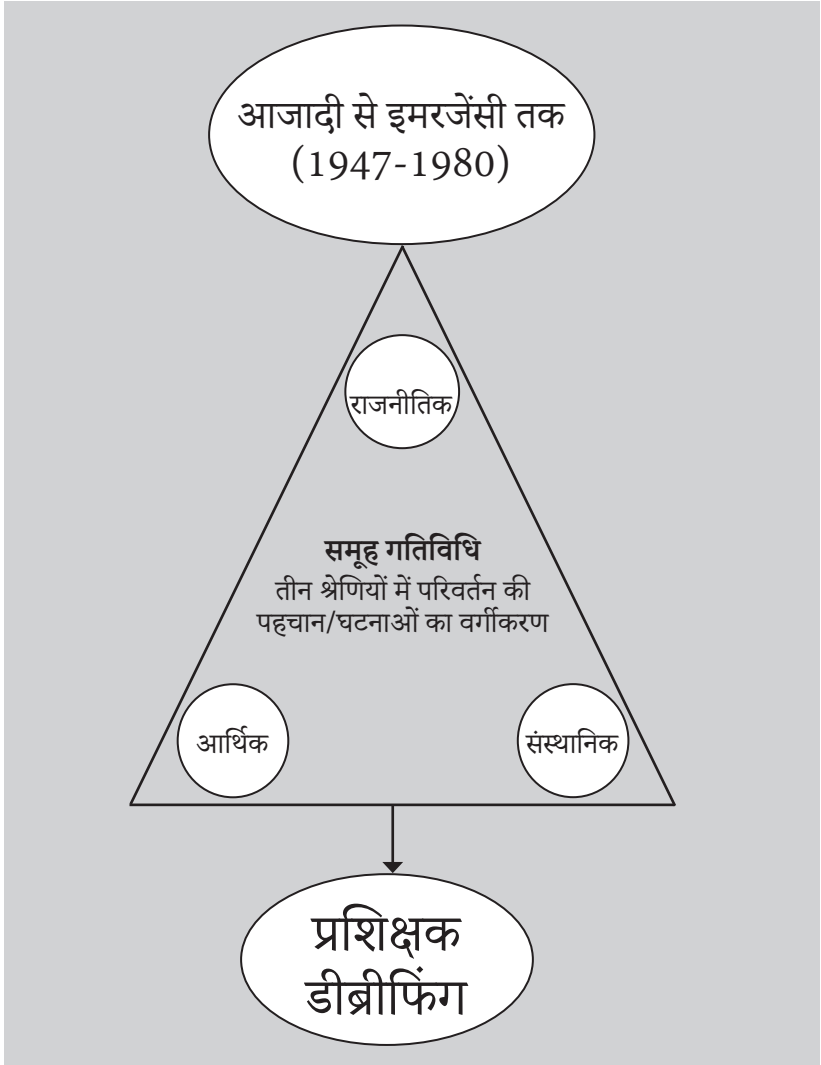 आजादी से इमरजेंसी तक
(1947-1980)
राजनीतिक
समूह गतिविधि
तीन श्रेणियों में परिवर्तन की
पहचान/घटनाओं का वर्गीकरण
आर्थिक
संस्थानिक
प्रशिक्षक
डीब्रीफिंग